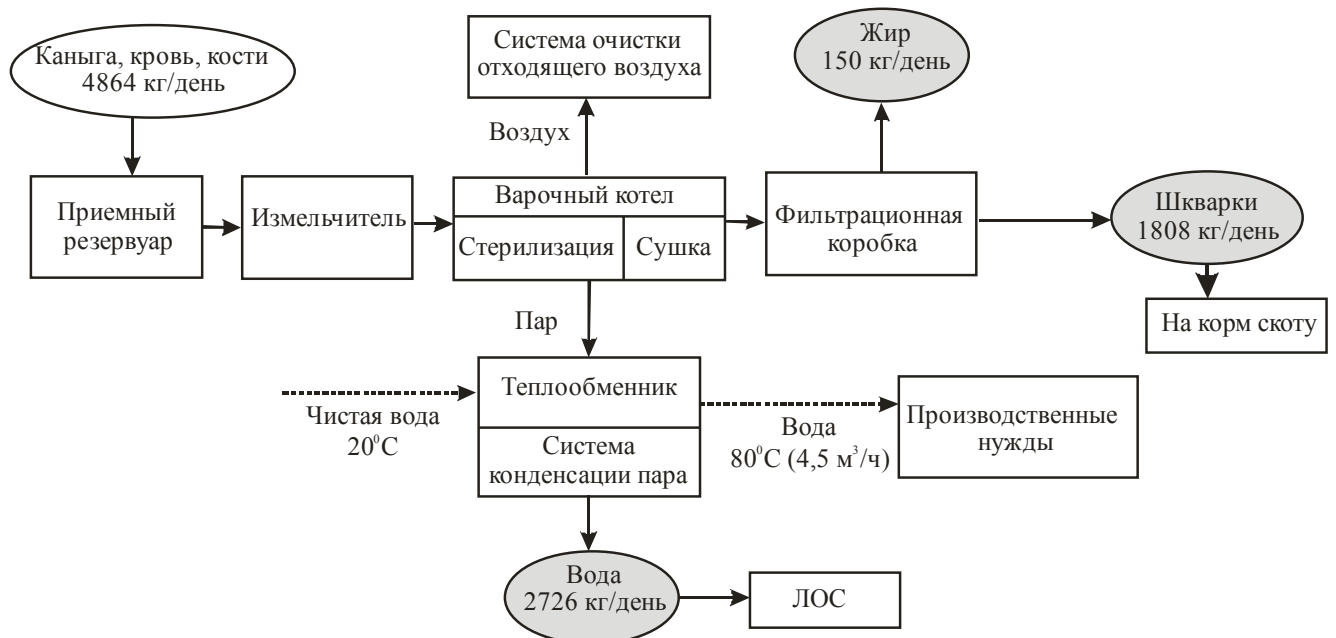 Каныга, кровь, кости
4864 кг/день
Система очистки
отходящего воздуха
Жир
150 кг/день
Воздух
Приемный
резервуар
Измельчитель
Варочный котел
Стерилизация
Сушка
Фильтрационная
коробка
Шкварки
1808 кг/день
На корм скоту
Пар
Теплообменник
Чистая вода
20⁰С
Система
конденсации пара
Вода
80⁰С (4,5 м³/ч)
Производственные
нужды
Вода
2726 кг/день
ЛОС